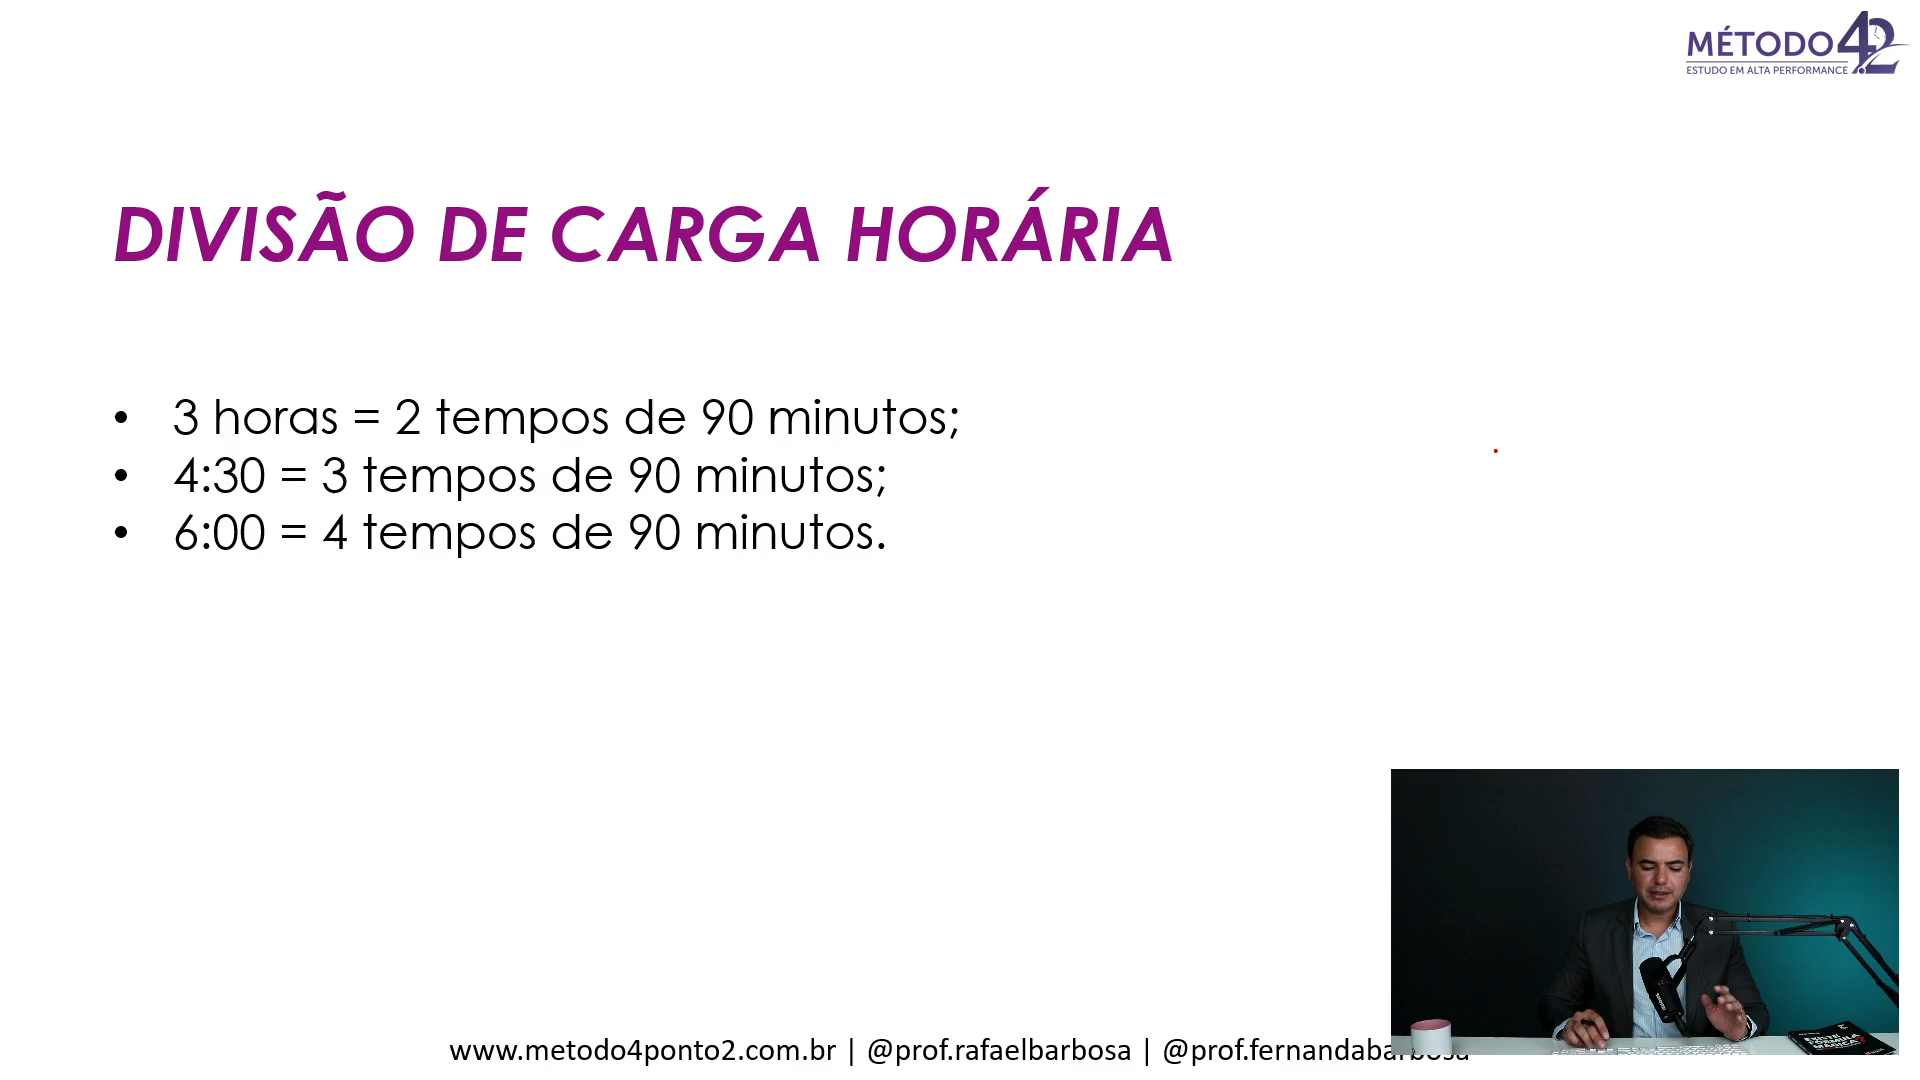 MÉTODO 4.2
ESTUDO EM ALTA PERFORMANCE
DIVISÃO DE CARGA HORÁRIA
• 3 horas = 2 tempos de 90 minutos;
• 4:30 = 3 tempos de 90 minutos;
• 6:00 = 4 tempos de 90 minutos.
www.metodo4ponto2.com.br | @prof.rafaelbarbosa | @prof.fernandabarbosa